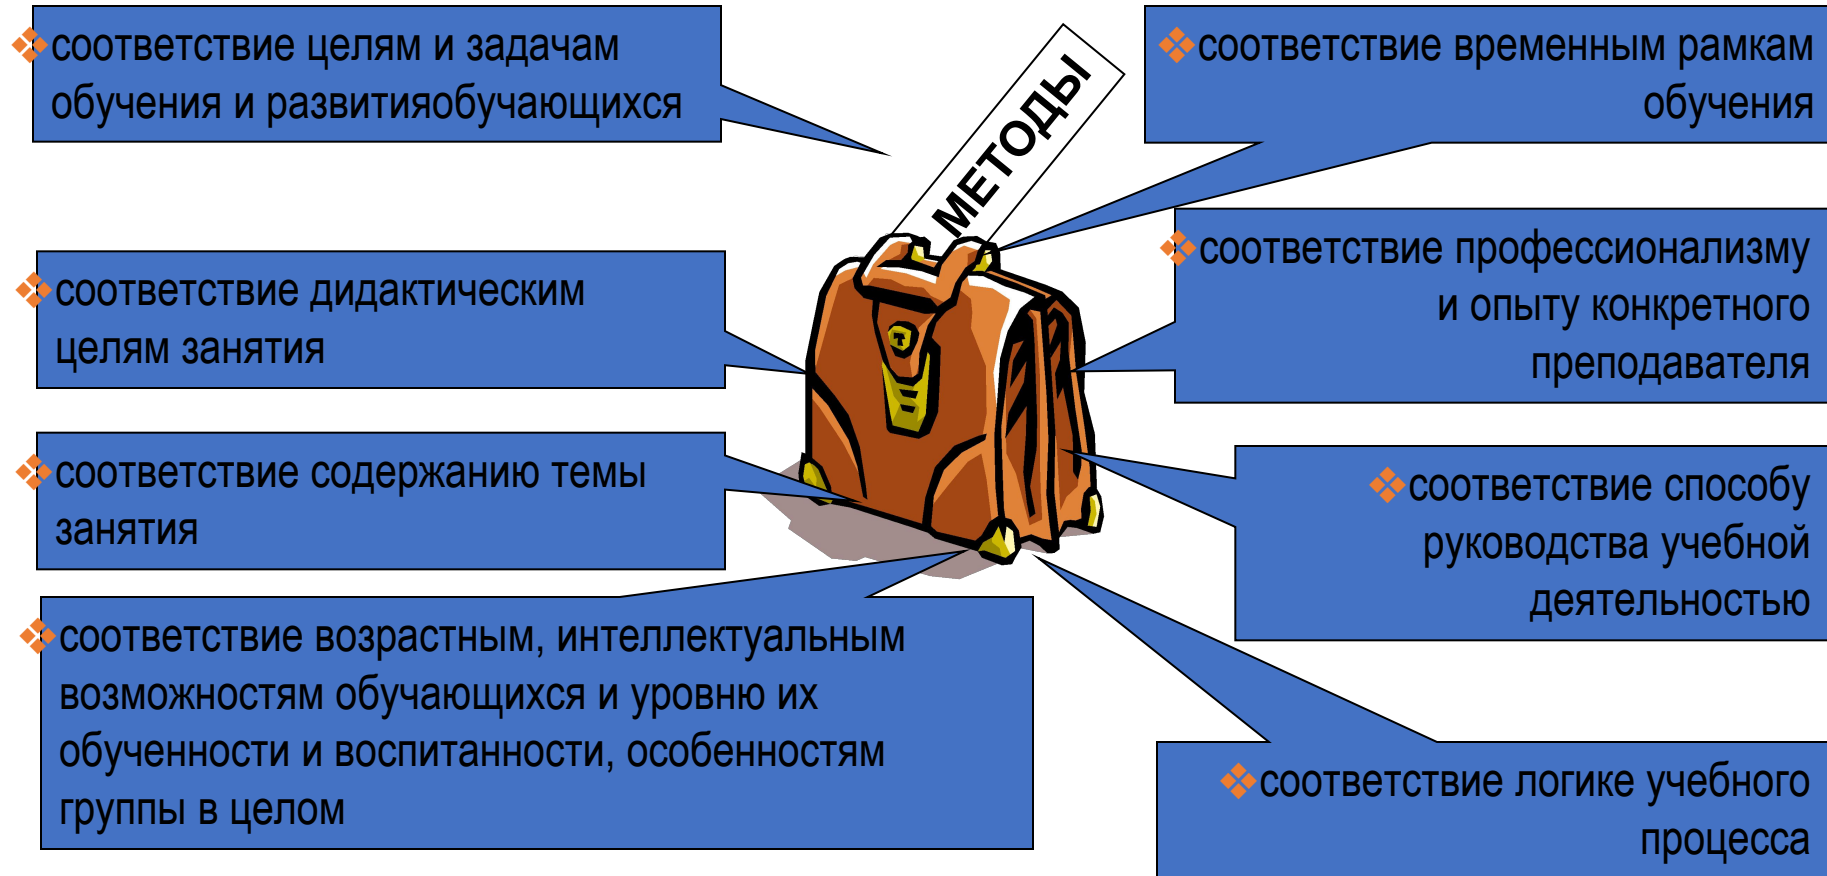 соответствие целям и задачам
обучения и развитияобучающихся
МЕТОДЫ
соответствие временным рамкам
обучения
соответствие дидактическим
целям занятия
соответствие профессионализму
и опыту конкретного
преподавателя
соответствие содержанию темы
занятия
соответствие способу
руководства учебной
деятельностью
соответствие возрастным, интеллектуальным
возможностям обучающихся и уровню их
обученности и воспитанности, особенностям
группы в целом
соответствие логике учебного
процесса